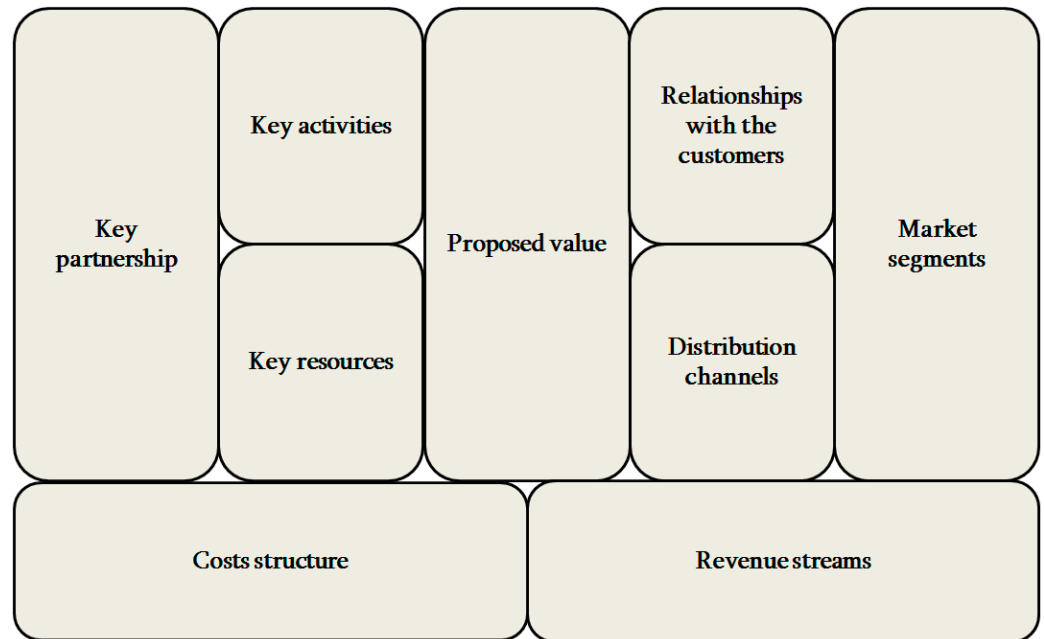 Key
partnership
Key activities
Key resources
Proposed value
Relationships
with the
customers
Distribution
channels
Market
segments
Costs structure
Revenue streams